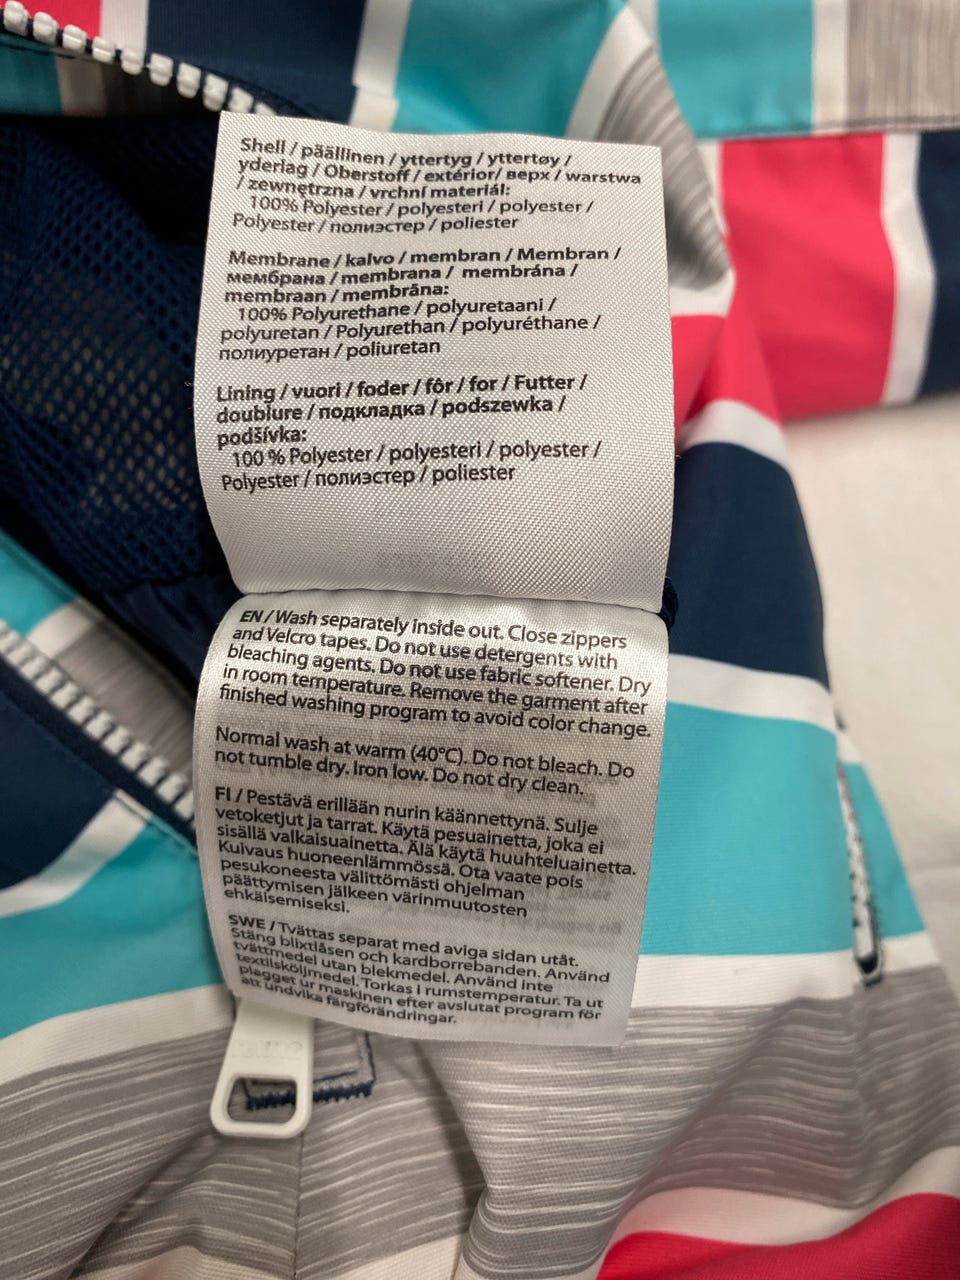 Shell / päällinen / yttertyg / yttertøy /
yderlag / Oberstoff / extérior/ верх / warstwa
/ zewnętrzna / vrchní materiál:
100% Polyester / polyesteri / polyester /
Polyester / полиэстер / poliester
Membrane / kalvo / membran / Membran /
мембрана / membrana / membrána /
membraan / membrāna:
100% Polyurethane / polyuretaani /
polyuretan / Polyurethan / polyuréthane /
полиуретан / poliuretan
Lining / vuori / foder / fôr / for / Futter /
doublure / подкладка / podszewka /
podšívka:
100 % Polyester / polyesteri / polyester /
Polyester / полиэстер / poliester
EN / Wash separately inside out. Close zippers
and Velcro tapes. Do not use detergents with
bleaching agents. Do not use fabric softener. Dry
in room temperature. Remove the garment after
finished washing program to avoid color change.
Normal wash at warm (40°C). Do not bleach. Do
not tumble dry. Iron low. Do not dry clean.
FI / Pestävä erillään nurin käännettynä. Sulje
vetoketjut ja tarrat. Käytä pesuainetta, joka ei
sisällä valkaisuainetta. Älä käytä huuhteluainetta.
Kuivaus huoneenlämmössä. Ota vaate pois
pesukoneesta välittömästi ohjelman
päättymisen jälkeen värinmuutosten
ehkäisemiseksi.
SWE / Tvättas separat med aviga sidan utåt.
Stäng blixtlåsen och kardborrebanden. Använd
tvättmedel utan blekmedel. Använd inte
textilsköljmedel. Torkas i rumstemperatur. Ta ut
plagget ur maskinen efter avslutat program för
att undvika färgförändringar.